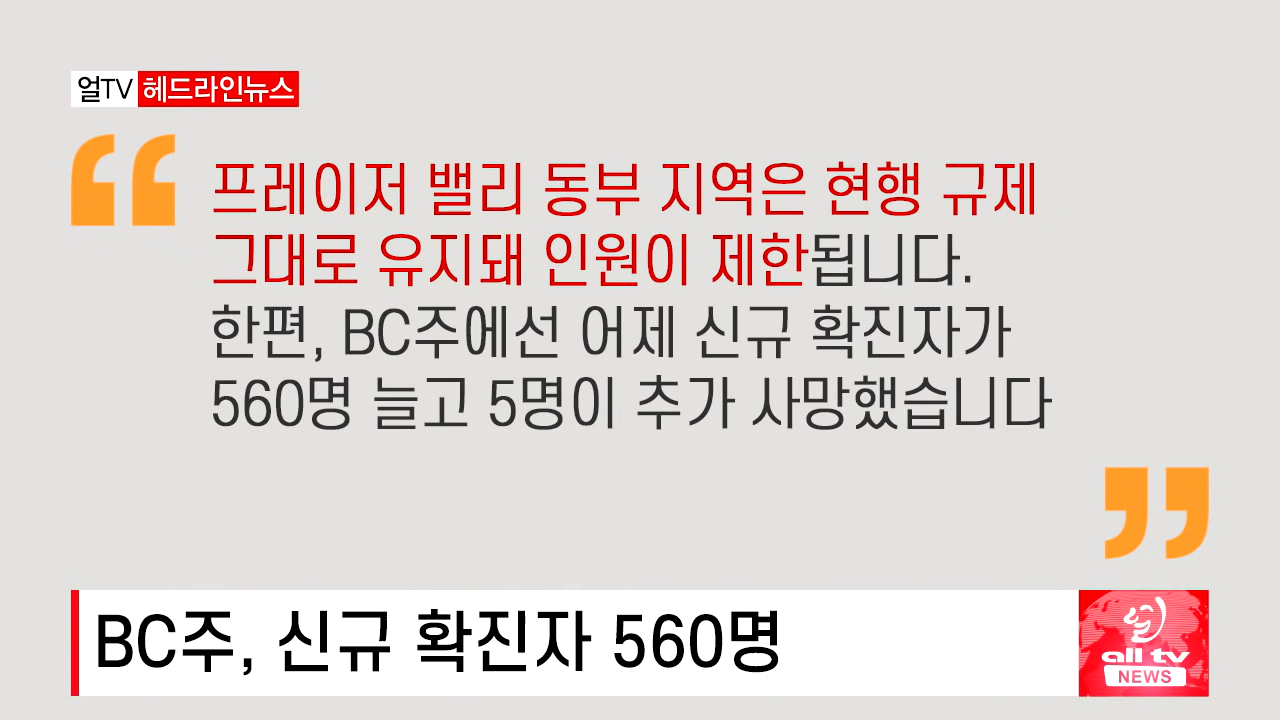 얼TV 헤드라인뉴스
프레이저 밸리 동부 지역은 현행 규제
그대로 유지돼 인원이 제한됩니다.
한편, BC주에선 어제 신규 확진자가
560명 늘고 5명이 추가 사망했습니다
BC주, 신규 확진자 560명
얼
all tv
NEWS